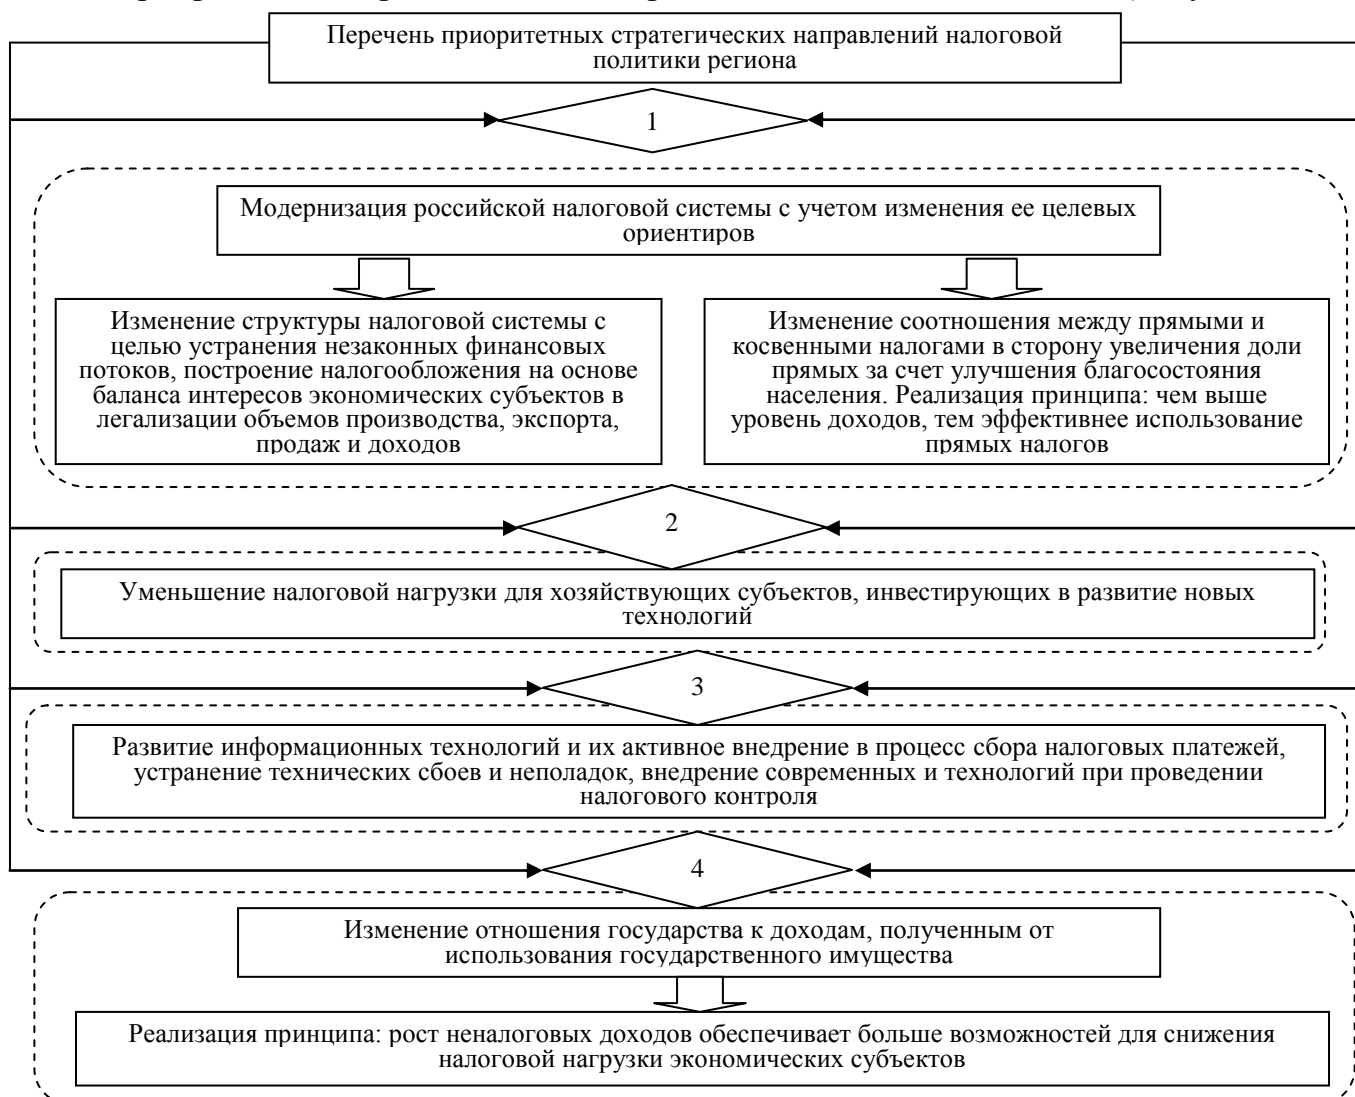 Перечень приоритетных стратегических направлений налоговой
политики региона
1
Модернизация российской налоговой системы с учетом изменения ее целевых
ориентиров
Изменение структуры налоговой системы с
целью устранения незаконных финансовых
потоков, построение налогообложения на основе
баланса интересов экономических субъектов в
легализации объемов производства, экспорта,
продаж и доходов
Изменение соотношения между прямыми и
косвенными налогами в сторону увеличения доли
прямых за счет улучшения благосостояния
населения. Реализация принципа: чем выше
уровень доходов, тем эффективнее использование
прямых налогов
2
Уменьшение налоговой нагрузки для хозяйствующих субъектов, инвестирующих в развитие новых
технологий
3
Развитие информационных технологий и их активное внедрение в процесс сбора налоговых платежей,
устранение технических сбоев и неполадок, внедрение современных и технологий при проведении
налогового контроля
4
Изменение отношения государства к доходам, полученным от
использования государственного имущества
Реализация принципа: рост неналоговых доходов обеспечивает больше возможностей для снижения
налоговой нагрузки экономических субъектов